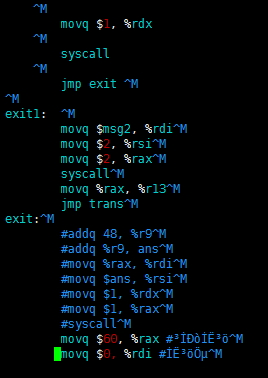 ^M
movq $1, %rdx
^M
syscall
^M
jmp exit ^M
^M
exit1: ^M
movq $msg2, %rdi^M
movq $2, %rsi^M
movq $2, %rax^M
syscall^M
movq %rax, %r13^M
jmp trans^M
exit:^M
#addq 48, %r9^M
#addq %r9, ans^M
#movq %rax, %rdi^M
#movq $ans, %rsi^M
#movq $1, %rdx^M
#movq $1, %rax^M
#syscall^M
movq $60, %rax #³ÌÐòÍË³ö^M
movq $0, %rdi #ÍË³öÖµ^M